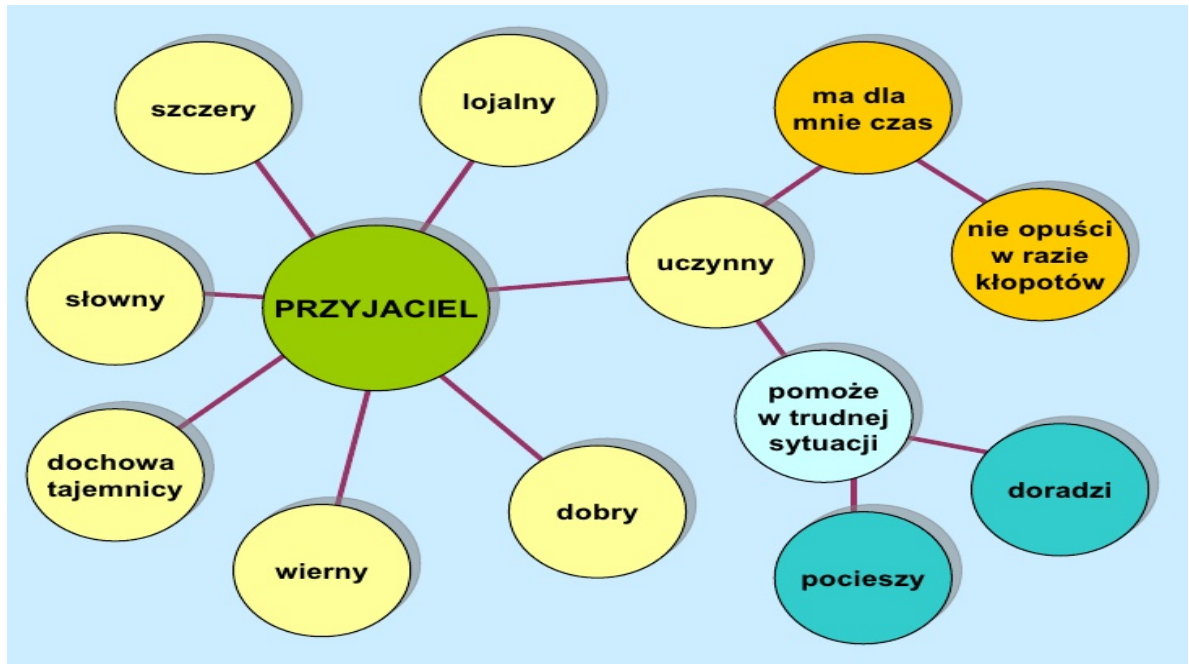 szczery
lojalny
ma dla
mnie czas
uczynny
nie opuści
w razie
kłopotów
słowny
PRZYJACIEL
pomoże
w trudnej
sytuacji
dochowa
tajemnicy
doradzi
dobry
wierny
pocieszy